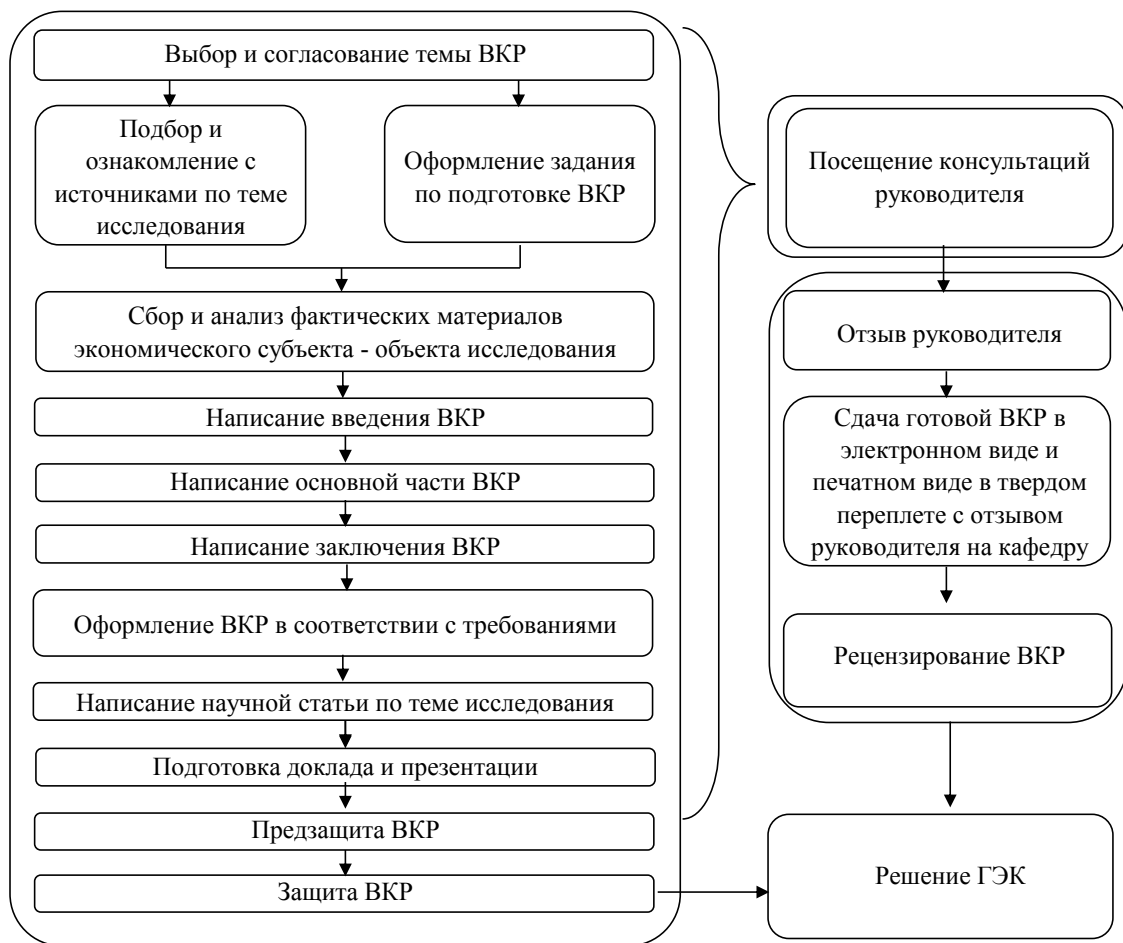 Выбор и согласование темы ВКР
Подбор и
ознакомление с
источниками по теме
исследования
Оформление задания
по подготовке ВКР
Сбор и анализ фактических материалов
экономического субъекта - объекта исследования
Написание введения ВКР
Написание основной части ВКР
Написание заключения ВКР
Оформление ВКР в соответствии с требованиями
Написание научной статьи по теме исследования
Подготовка доклада и презентации
Предзащита ВКР
Защита ВКР
Посещение консультаций
руководителя
Отзыв руководителя
Сдача готовой ВКР в
электронном виде и
печатном виде в твердом
переплете с отзывом
руководителя на кафедру
Рецензирование ВКР
Решение ГЭК